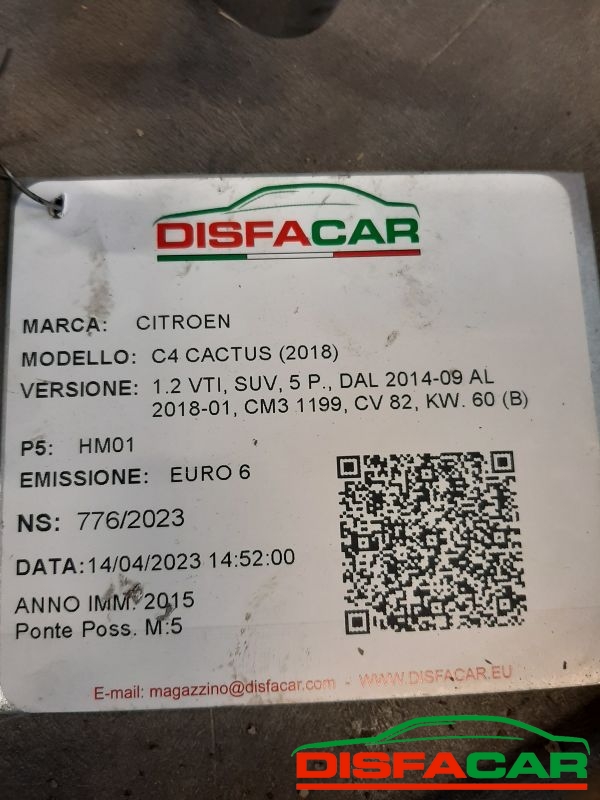 DISFACAR
MARCA: CITROEN
MODELLO: C4 CACTUS (2018)
VERSIONE: 1.2 VTI, SUV, 5 P., DAL 2014-09 AL
2018-01, CM3 1199, CV 82, KW. 60 (B)
P5: HM01
EMISSIONE: EURO 6
NS: 776/2023
DATA:14/04/2023 14:52:00
ANNO IMM. 2015
Ponte Poss. M:5
E-mail: magazzino@disfacar.com - WWW.DISFACAR.EU
DISFACAR